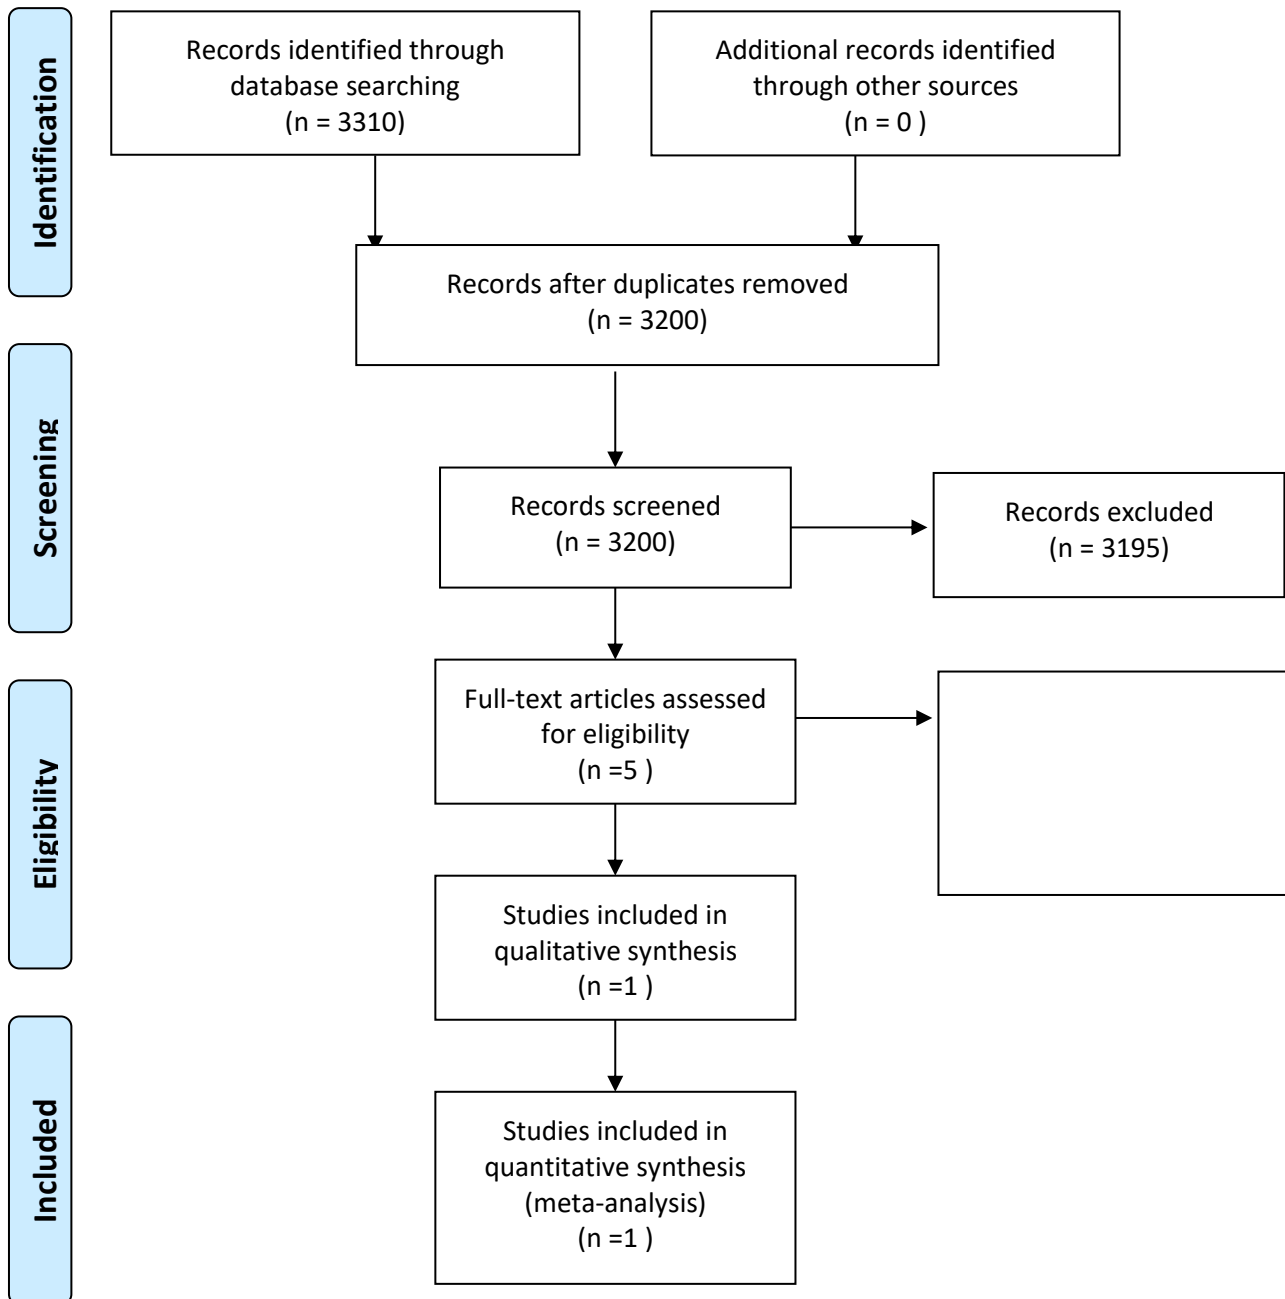 Identification
Records identified through
database searching
(n = 3310)
Additional records identified
through other sources
(n = 0 )
Records after duplicates removed
(n = 3200)
Screening
Records screened
(n = 3200)
Records excluded
(n = 3195)
Eligibility
Full-text articles assessed
for eligibility
(n =5 )
Studies included in
qualitative synthesis
(n =1 )
Included
Studies included in
quantitative synthesis
(meta-analysis)
(n =1 )